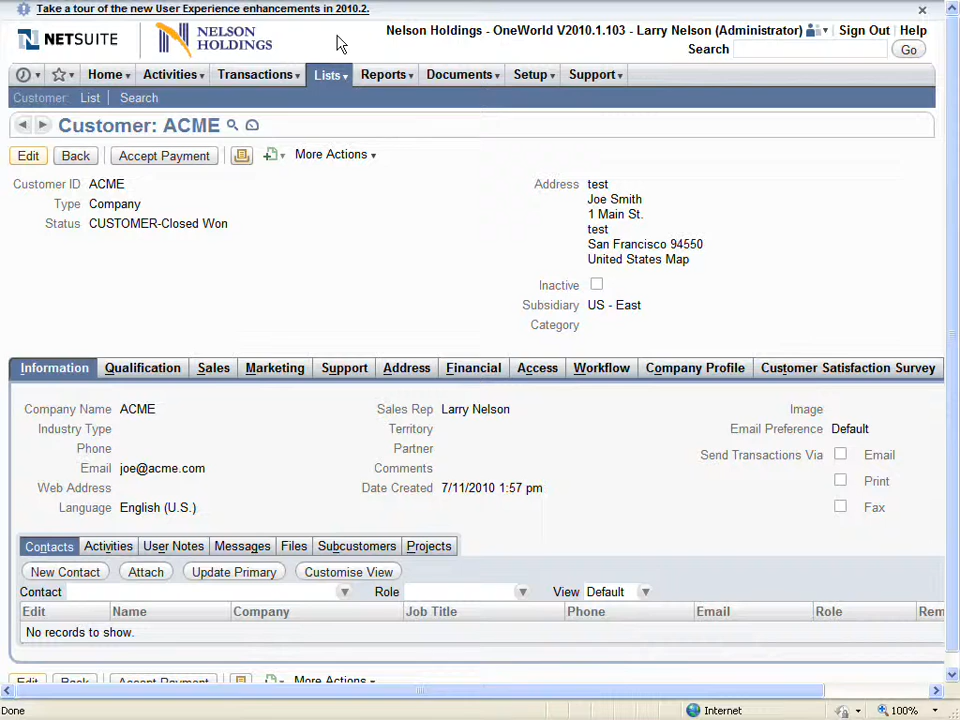 Take a tour of the new User Experience enhancements in 2010.2.
NETSUITE
NELSON HOLDINGS
Nelson Holdings - OneWorld V2010.1.103 - Larry Nelson (Administrator) Sign Out Help
Search Go
Home Activities Transactions Lists Reports Documents Setup Support
Customer: List Search
Customer: ACME
Edit Back Accept Payment More Actions
Customer ID ACME
Type Company
Status CUSTOMER-Closed Won
Address test
Joe Smith
1 Main St.
test
San Francisco 94550
United States Map
Inactive
Subsidiary US - East
Category
Information Qualification Sales Marketing Support Address Financial Access Workflow Company Profile Customer Satisfaction Survey
Company Name ACME
Industry Type
Phone
Email joe@acme.com
Web Address
Language English (U.S.)
Sales Rep Larry Nelson
Territory
Partner
Comments
Date Created 7/11/2010 1:57 pm
Image
Email Preference Default
Send Transactions Via Email
Print
Fax
Contacts Activities User Notes Messages Files Subcustomers Projects
New Contact Attach Update Primary Customise View
Contact Role View Default
Edit Name Company Job Title Phone Email Role Rem
No records to show.
Edit Back Accept Payment More Actions
Done Internet 100%